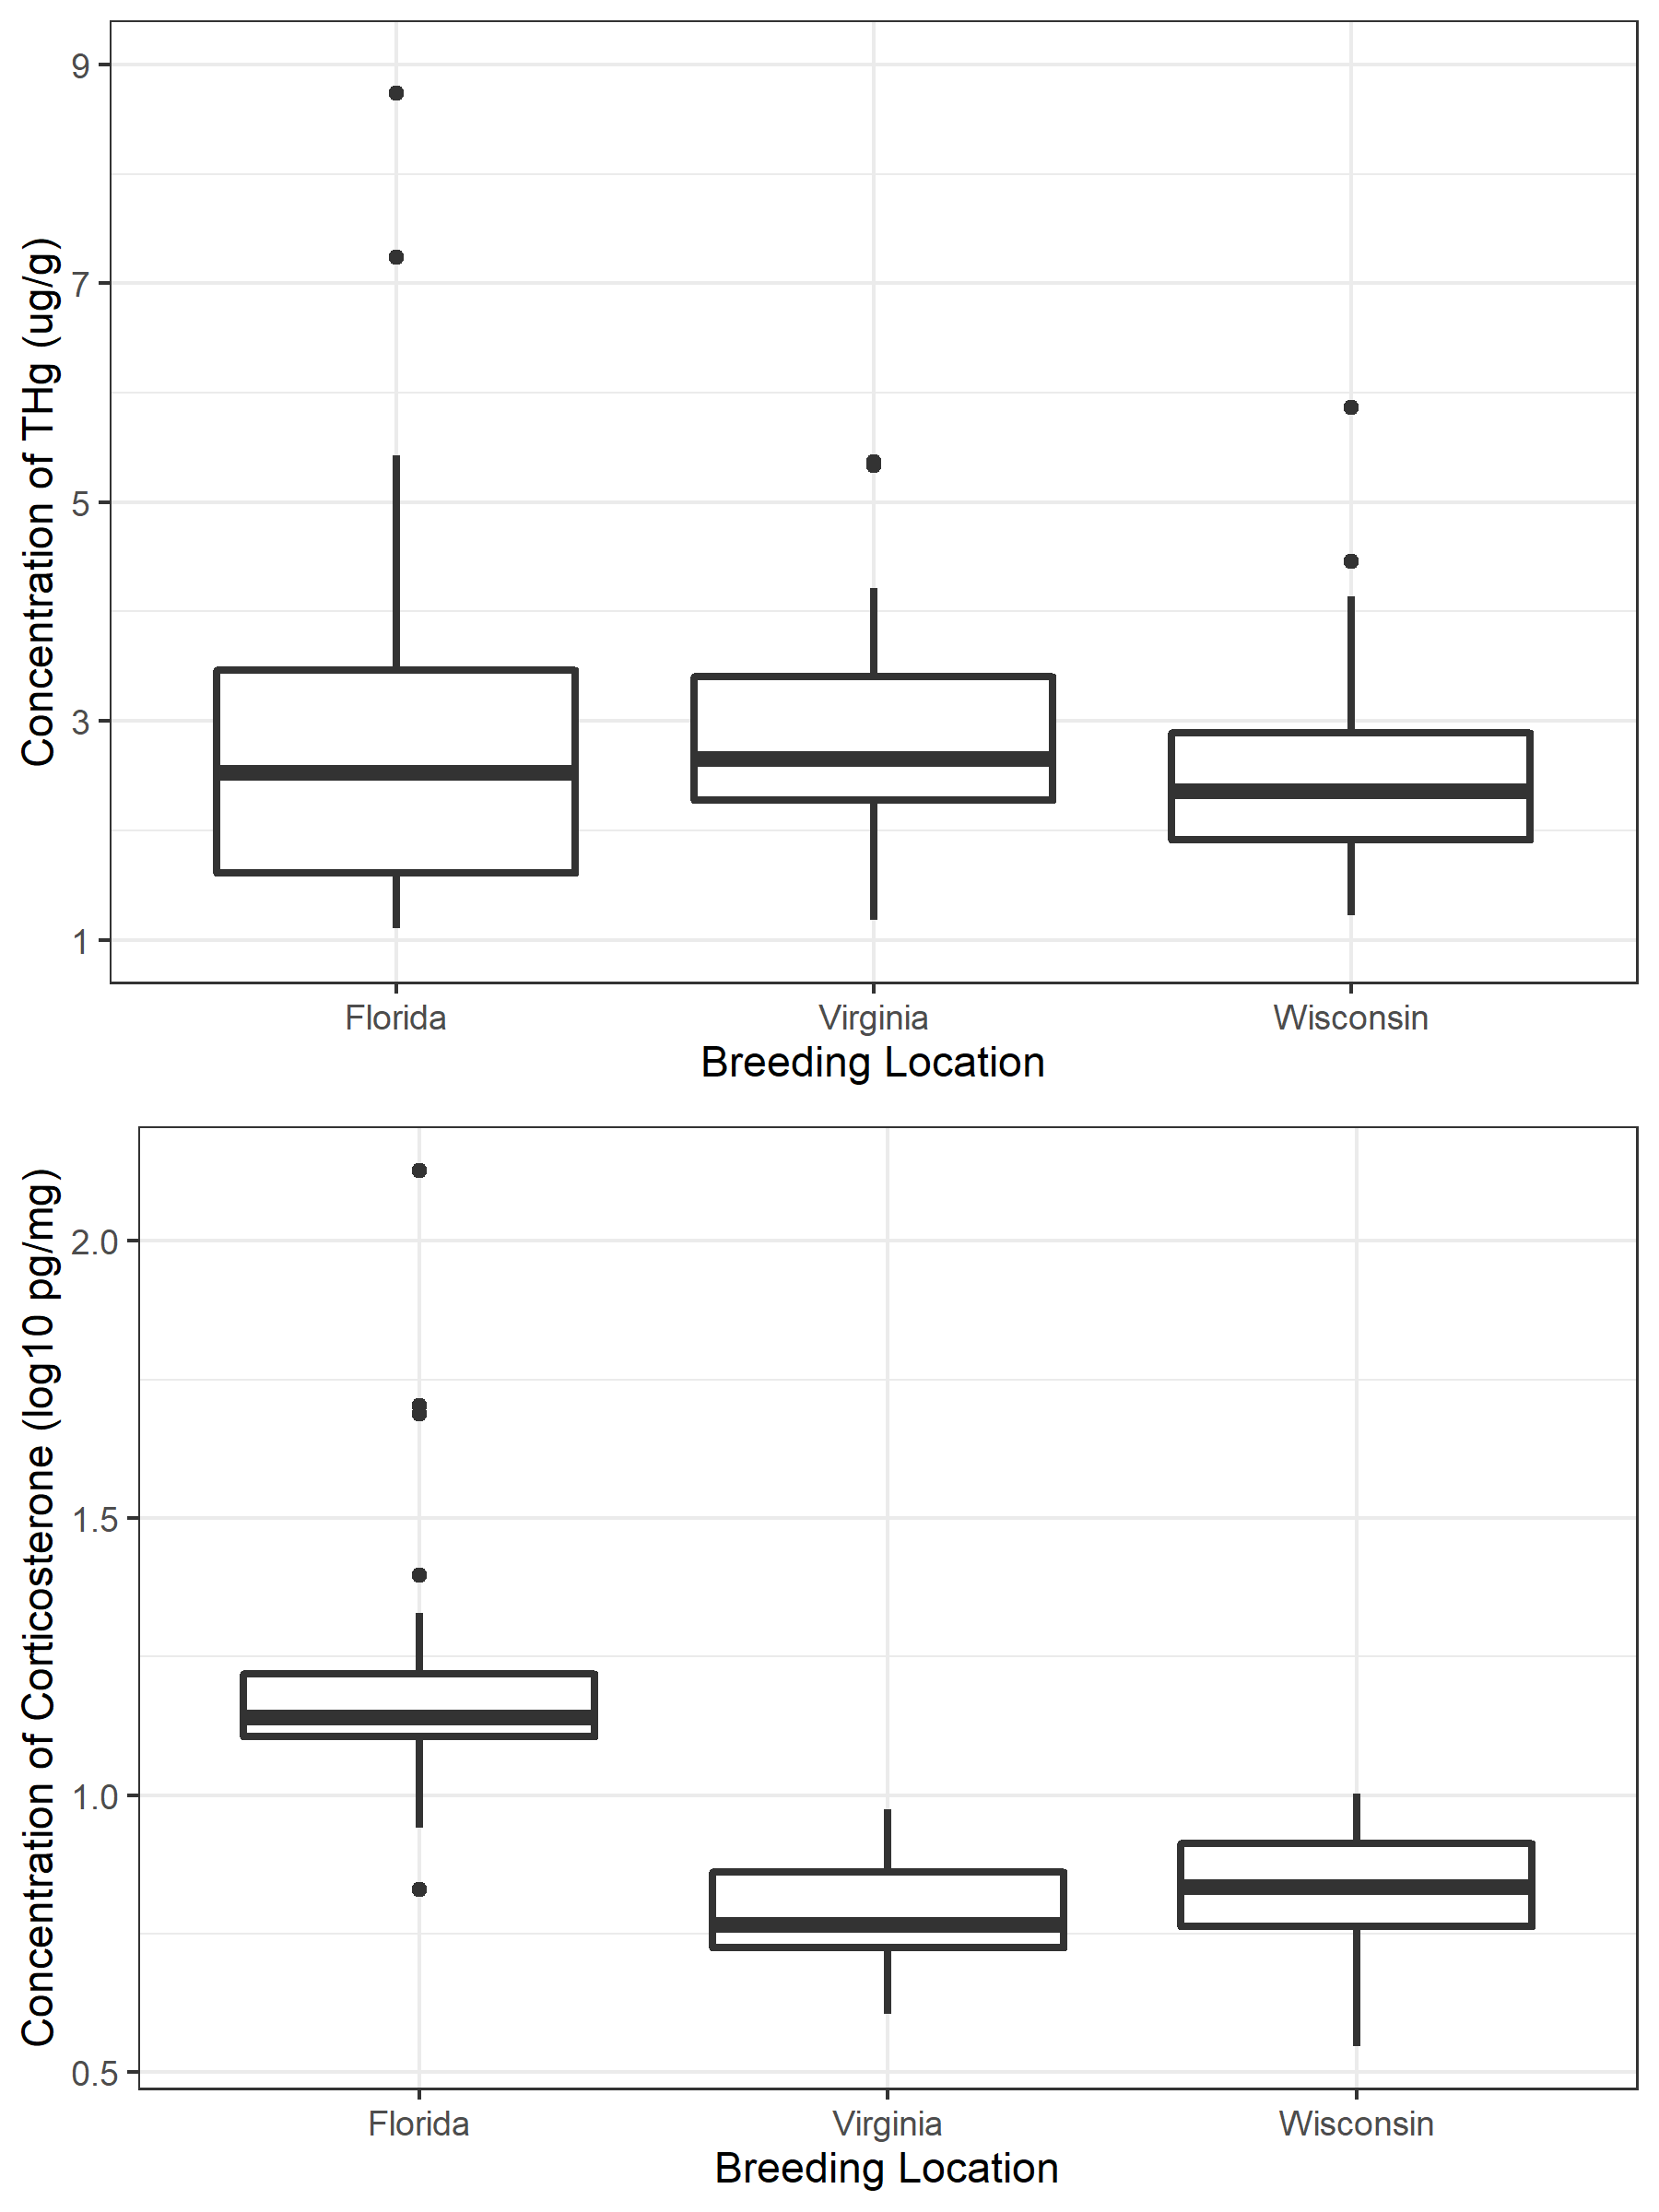 Concentration of THg (ug/g)
9
7
5
3
1
Florida Virginia Wisconsin
Breeding Location
Concentration of Corticosterone (log10 pg/mg)
2.0
1.5
1.0
0.5
Florida Virginia Wisconsin
Breeding Location